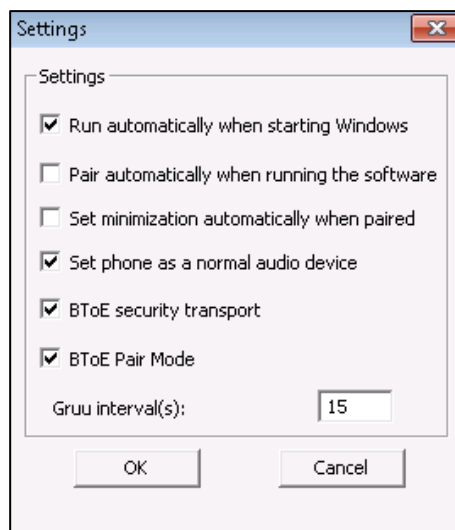 Settings
Settings
Run automatically when starting Windows
Pair automatically when running the software
Set minimization automatically when paired
Set phone as a normal audio device
BToE security transport
BToE Pair Mode
Gruu interval(s): 15
OK Cancel